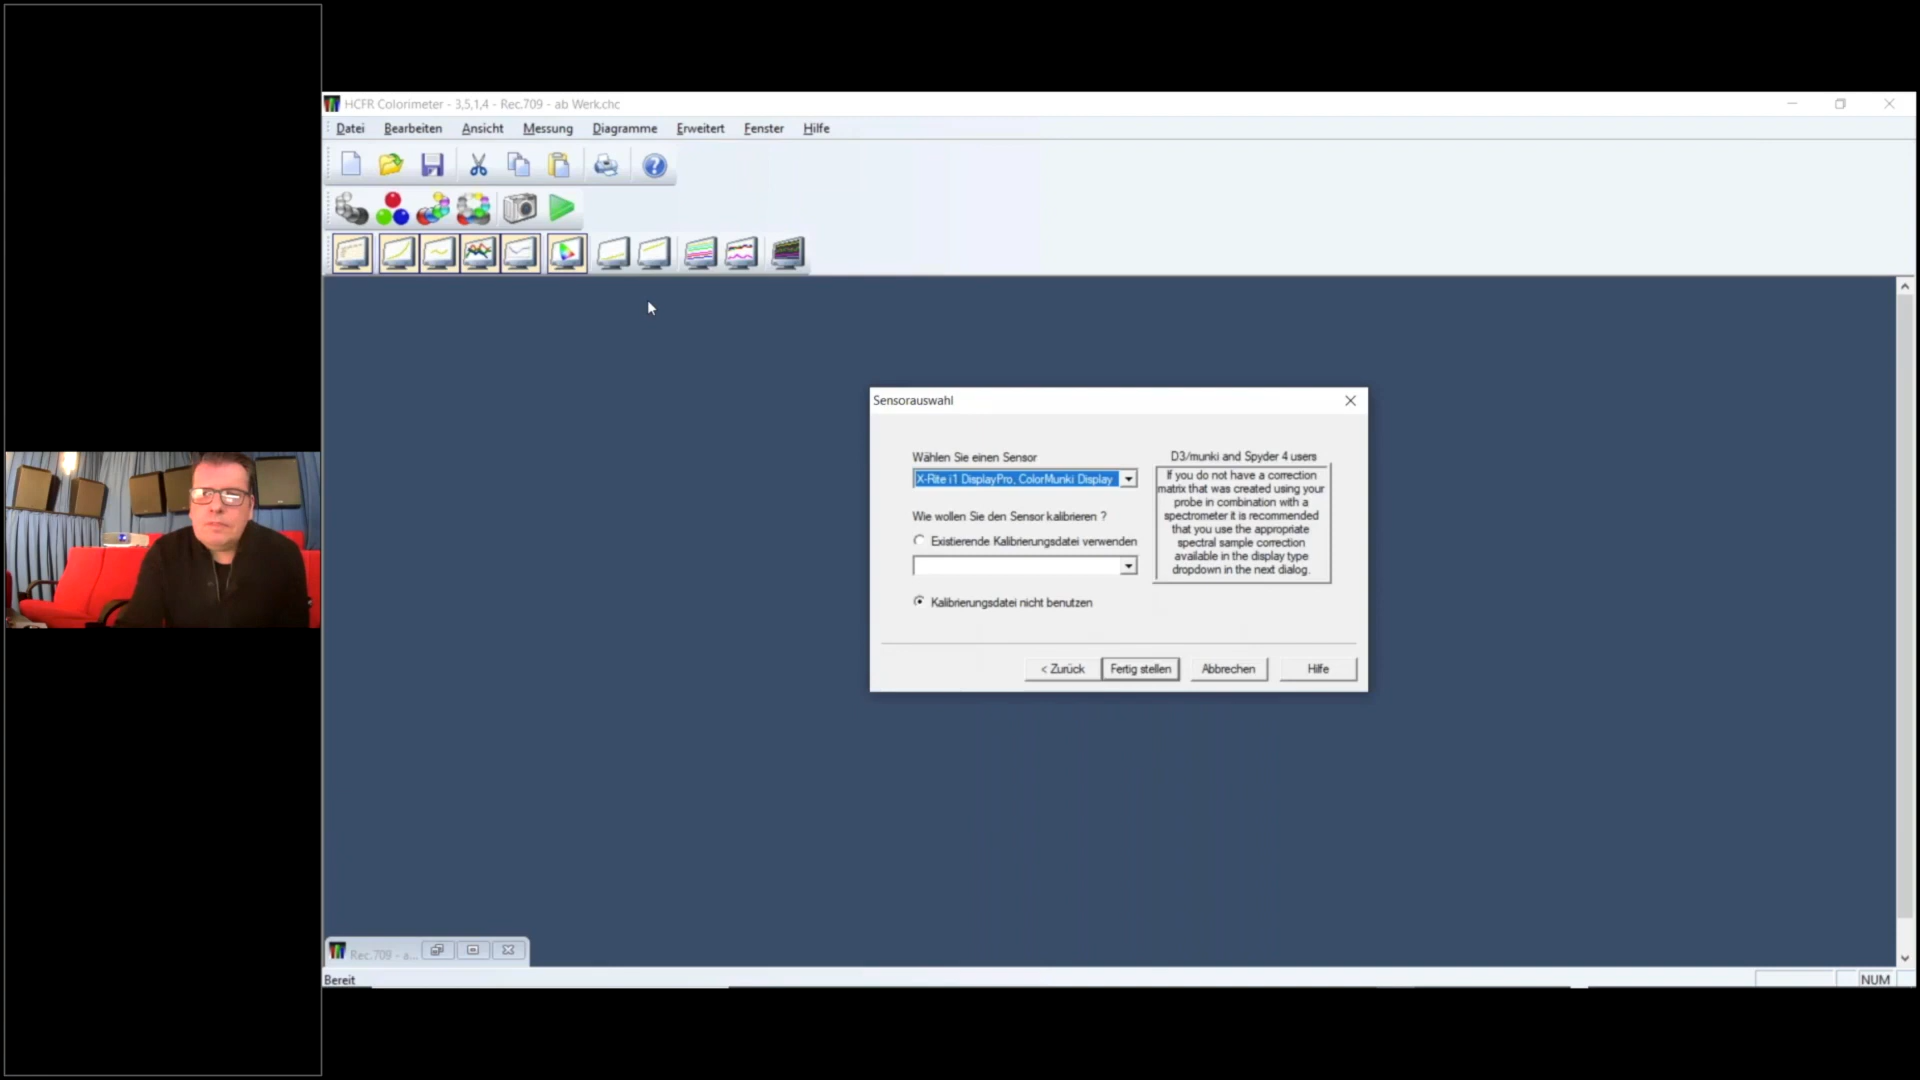 HCFR Colorimeter - 3,5,1,4 - Rec.709 - ab Werk.chc
Datei Bearbeiten Ansicht Messung Diagramme Erweitert Fenster Hilfe
Sensorauswahl
Wählen Sie einen Sensor
X-Rite i1 DisplayPro, ColorMunki Display
Wie wollen Sie den Sensor kalibrieren ?
Existierende Kalibrierungsdatei verwenden
Kalibrierungsdatei nicht benutzen
D3/munki and Spyder 4 users
If you do not have a correction
matrix that was created using your
probe in combination with a
spectrometer it is recommended
that you use the appropriate
spectral sample correction
available in the display type
dropdown in the next dialog.
< Zurück Fertig stellen Abbrechen Hilfe
Rec.709 - a...
Bereit
NUM